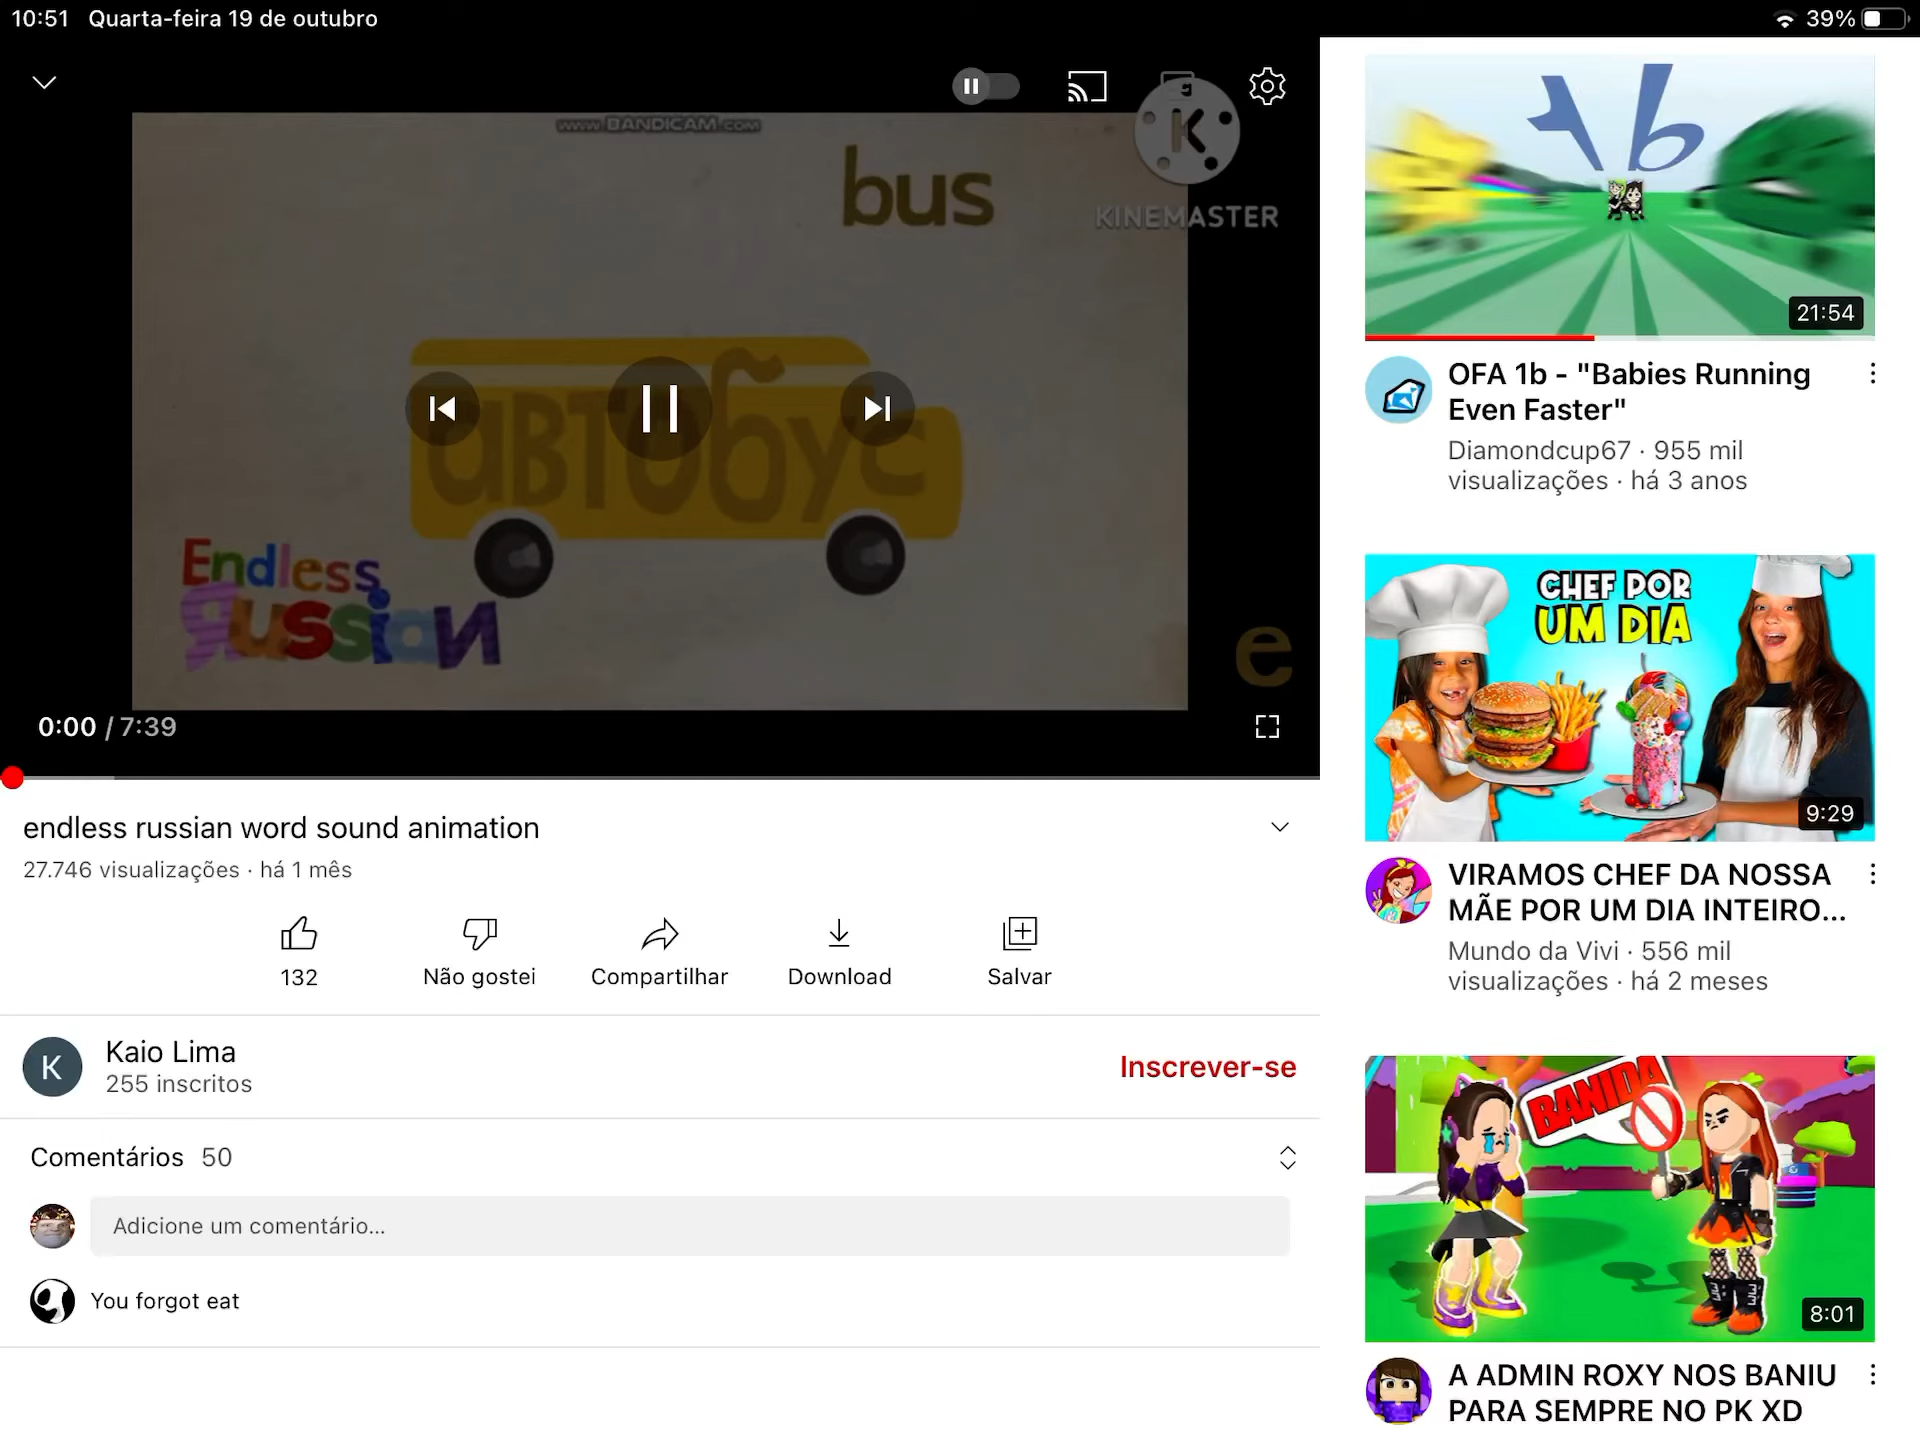 10:51 Quarta-feira 19 de outubro
39%
www.BANDICAM.com
bus
K
KINEMASTER
автобус
Endless
Russian
e
0:00 / 7:39
endless russian word sound animation
27.746 visualizações · há 1 mês
132
Não gostei
Compartilhar
Download
Salvar
K
Kaio Lima
255 inscritos
Inscrever-se
Comentários 50
Adicione um comentário...
You forgot eat
1b
21:54
OFA 1b - "Babies Running
Even Faster"
Diamondcup67 · 955 mil
visualizações · há 3 anos
CHEF POR
UM DIA
9:29
VIRAMOS CHEF DA NOSSA
MÃE POR UM DIA INTEIRO...
Mundo da Vivi · 556 mil
visualizações · há 2 meses
BANIDA
8:01
A ADMIN ROXY NOS BANIU
PARA SEMPRE NO PK XD